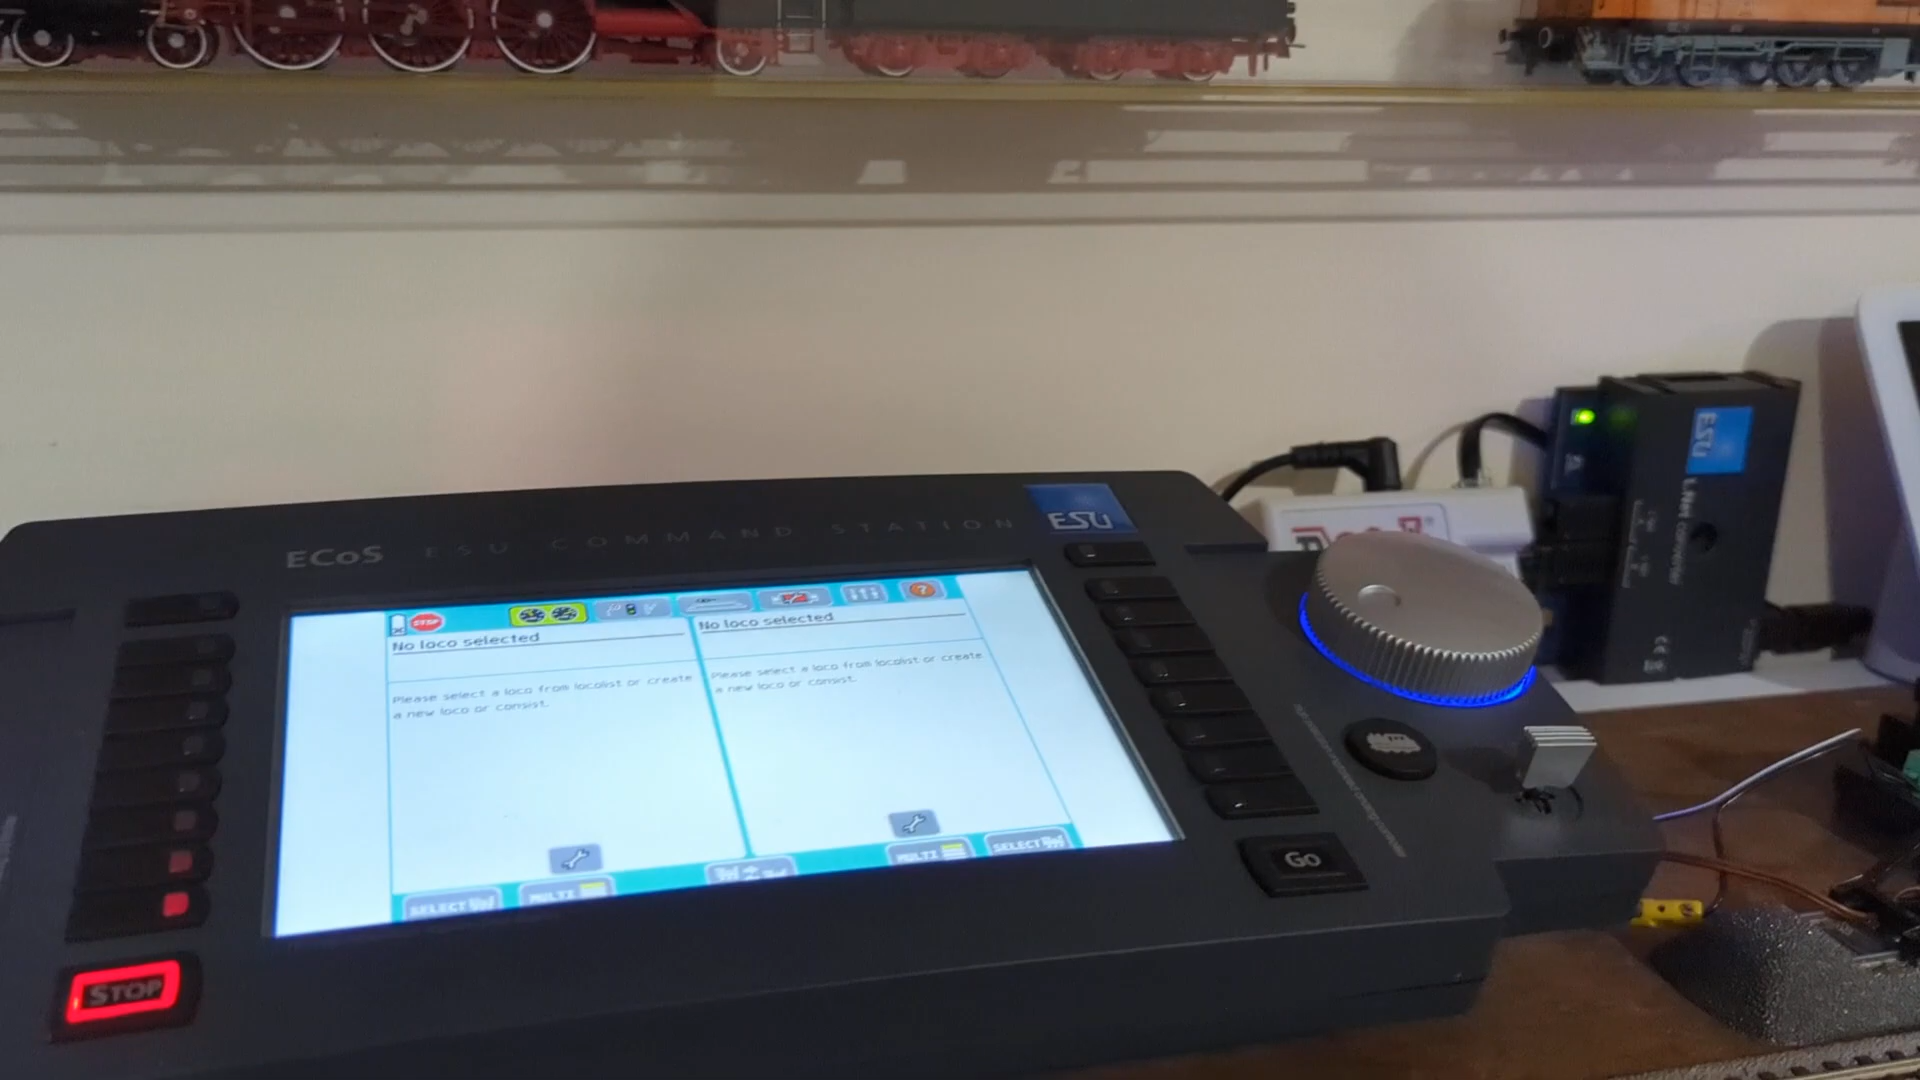 ECoS ESU COMMAND STATION
ESU
STOP
No loco selected
Please select a loco from locolist or create
a new loco or consist.
No loco selected
Please select a loco from locolist or create
a new loco or consist.
SELECT
MULTI
MULTI
SELECT
STOP
Go
ESU
L.Net converter
CE